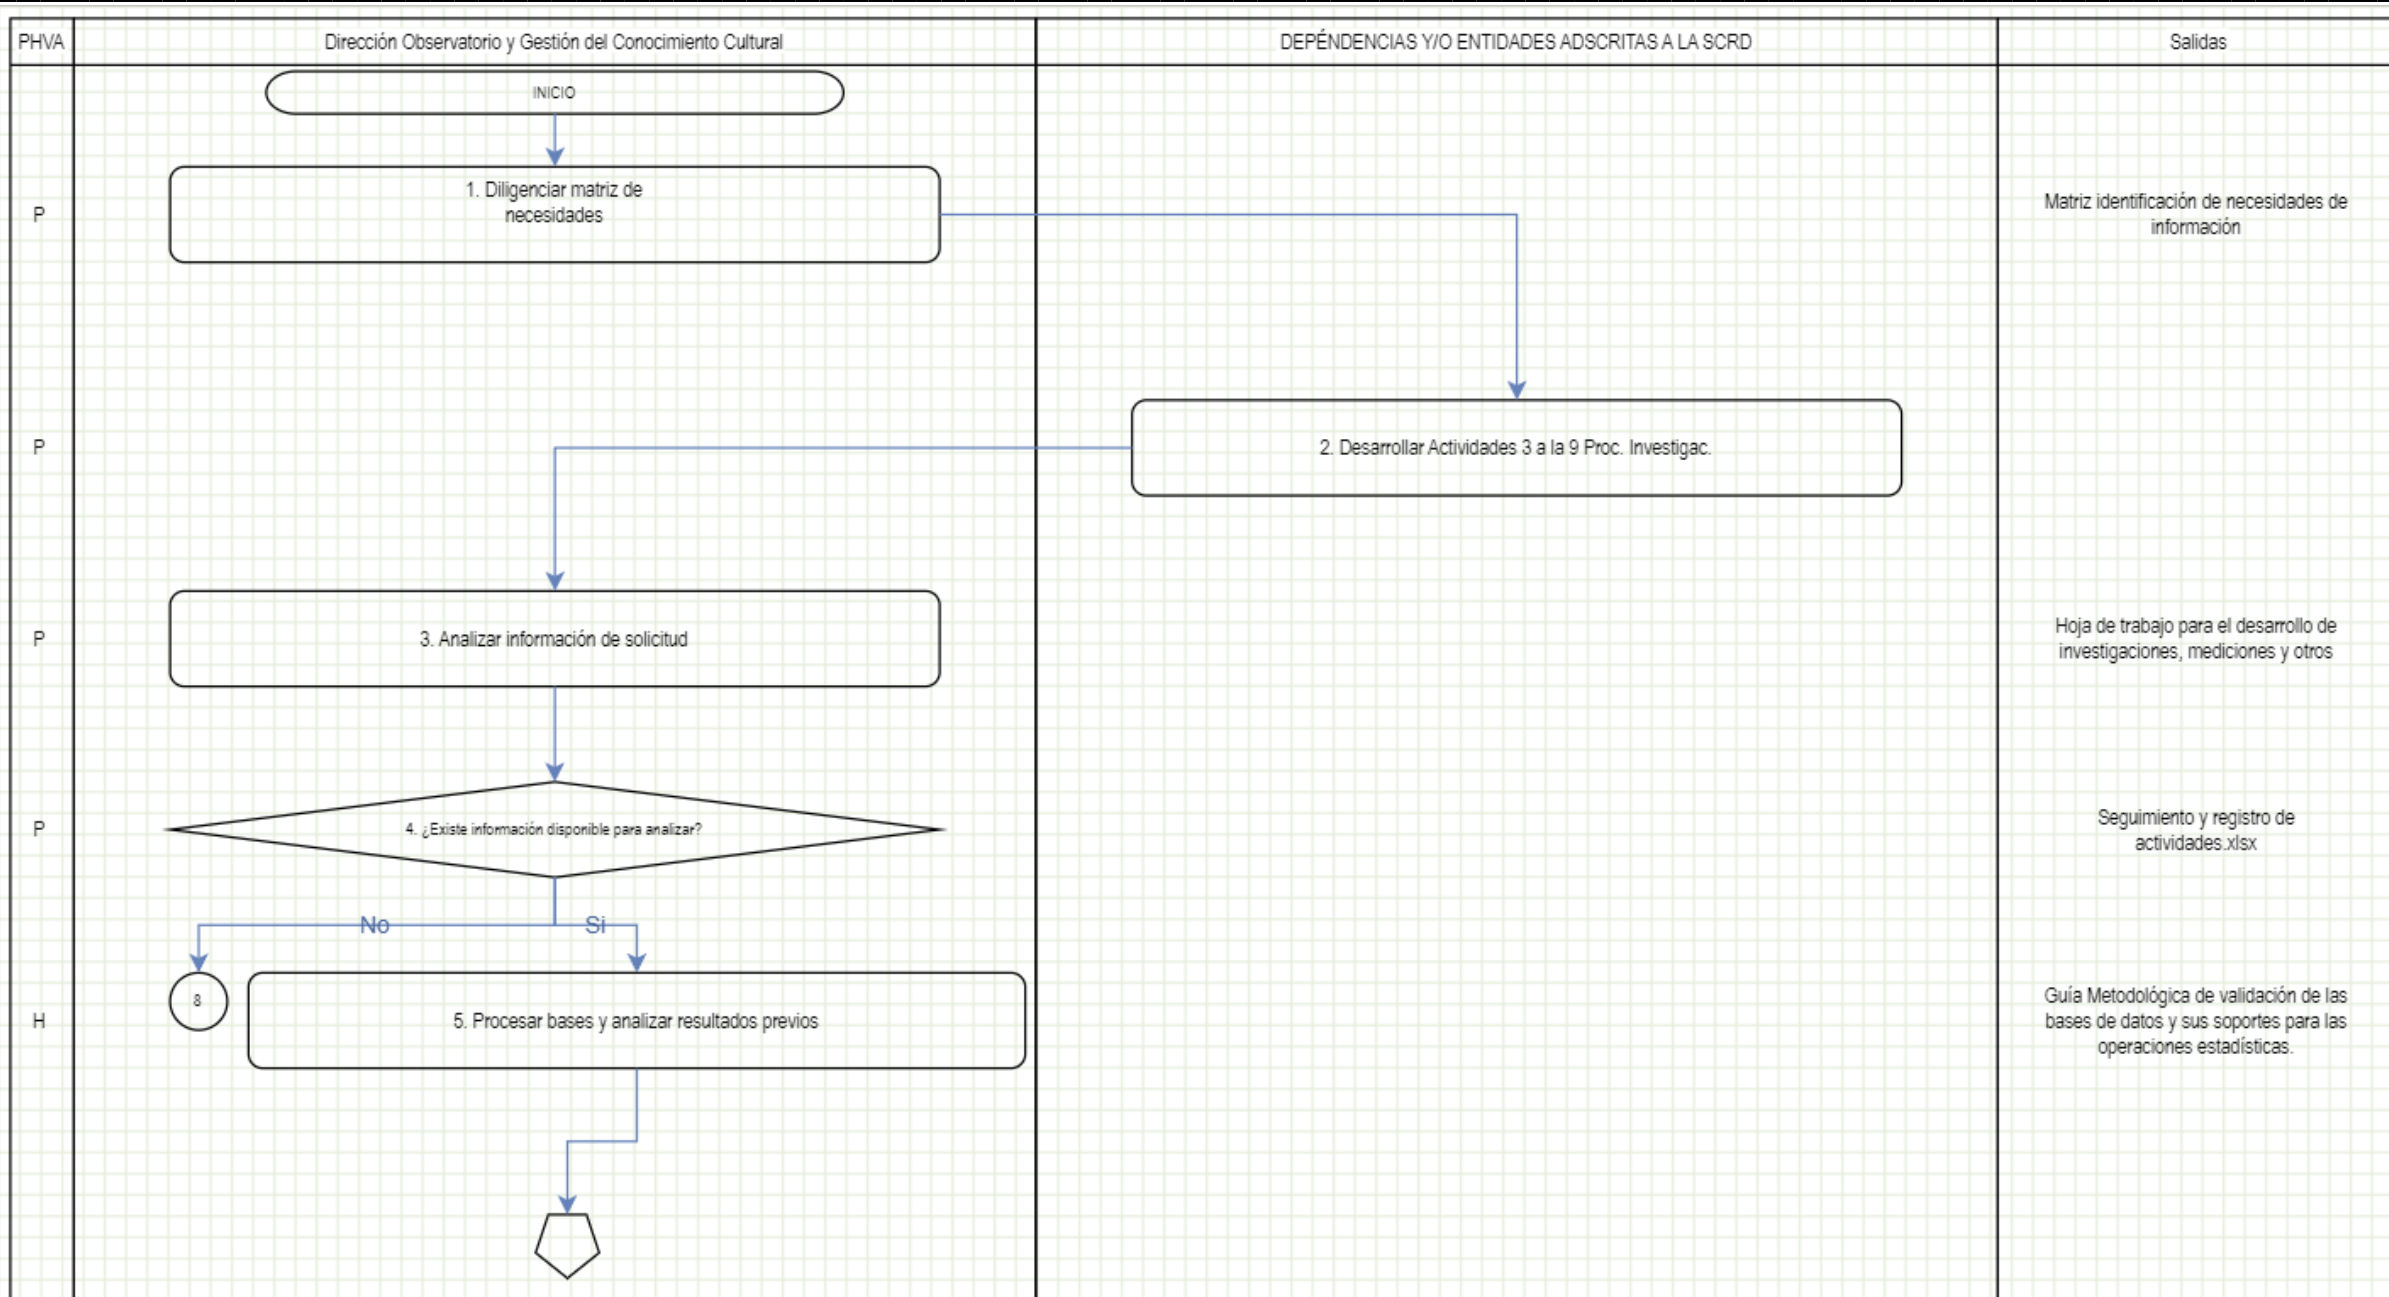 PHVA
Dirección Observatorio y Gestión del Conocimiento Cultural
DEPÉNDENCIAS Y/O ENTIDADES ADSCRITAS A LA SCRD
Salidas
INICIO
P
1. Diligenciar matriz de
necesidades
Matriz identificación de necesidades de
información
P
2. Desarrollar Actividades 3 a la 9 Proc. Investigac.
P
3. Analizar información de solicitud
Hoja de trabajo para el desarrollo de
investigaciones, mediciones y otros
P
4. ¿Existe información disponible para analizar?
Seguimiento y registro de
actividades.xlsx
No
Si
H
8
5. Procesar bases y analizar resultados previos
Guía Metodológica de validación de las
bases de datos y sus soportes para las
operaciones estadísticas.